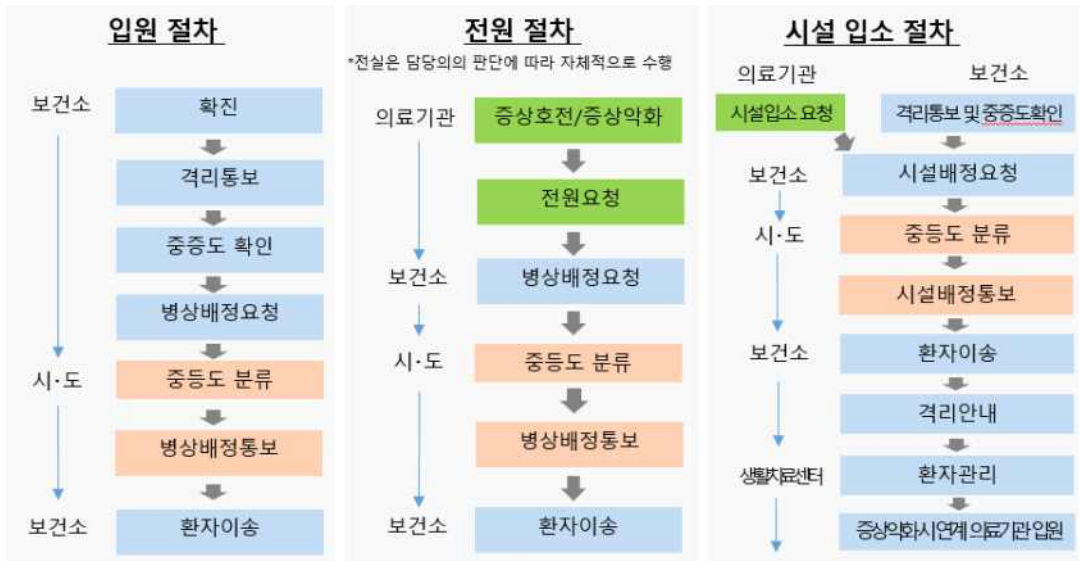 입원 절차
보건소
확진
격리통보
중증도 확인
병상배정요청
시·도
중등도 분류
병상배정통보
보건소
환자이송
전원 절차
*전실은 담당의의 판단에 따라 자체적으로 수행
의료기관
증상호전/증상악화
전원요청
보건소
병상배정요청
시·도
중등도 분류
병상배정통보
보건소
환자이송
시설 입소 절차
의료기관
보건소
시설입소 요청
격리통보 및 중증도확인
보건소
시설배정요청
시·도
중등도 분류
시설배정통보
보건소
환자이송
격리안내
생활치료센터
환자관리
증상악화시 연계 의료기관 입원